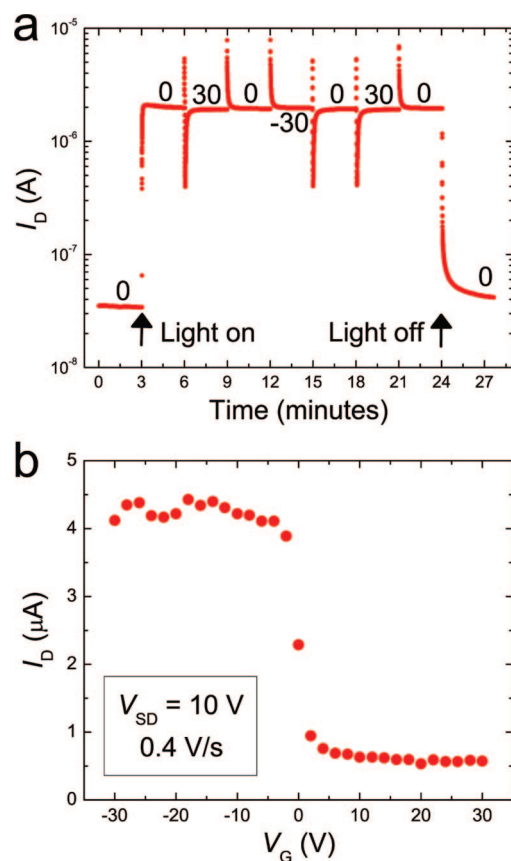 a
10⁻⁵
10⁻⁶
10⁻⁷
10⁻⁸
I_D (A)
0 30 0 -30 0 30 0
0 0
Light on Light off
0 3 6 9 12 15 18 21 24 27
Time (minutes)
b
5
4
3
2
1
0
I_D (μA)
V_SD = 10 V
0.4 V/s
-30 -20 -10 0 10 20 30
V_G (V)